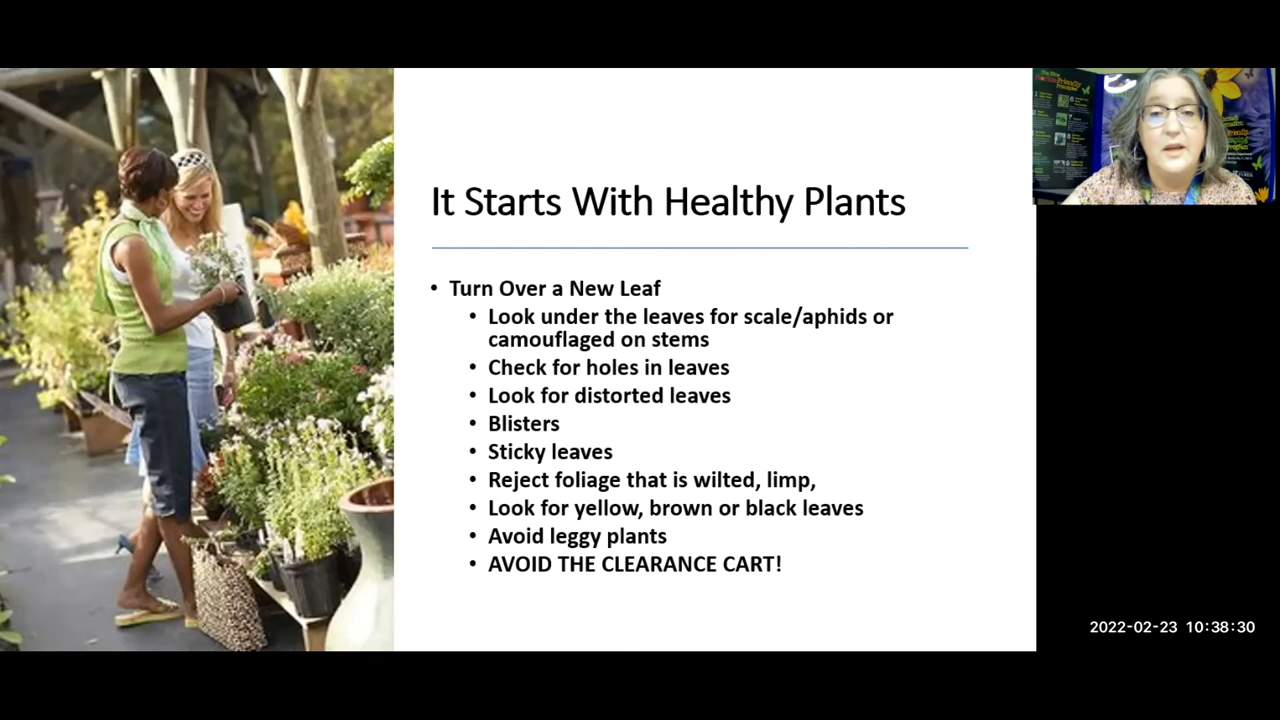 It Starts With Healthy Plants
• Turn Over a New Leaf
• Look under the leaves for scale/aphids or
camouflaged on stems
• Check for holes in leaves
• Look for distorted leaves
• Blisters
• Sticky leaves
• Reject foliage that is wilted, limp,
• Look for yellow, brown or black leaves
• Avoid leggy plants
• AVOID THE CLEARANCE CART!
2022-02-23 10:38:30